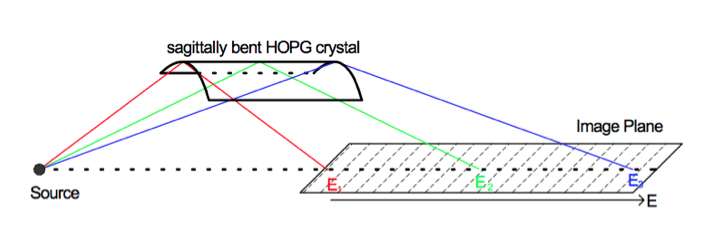 sagittally bent HOPG crystal
Image Plane
Source
E₁
E₂
E₃
E